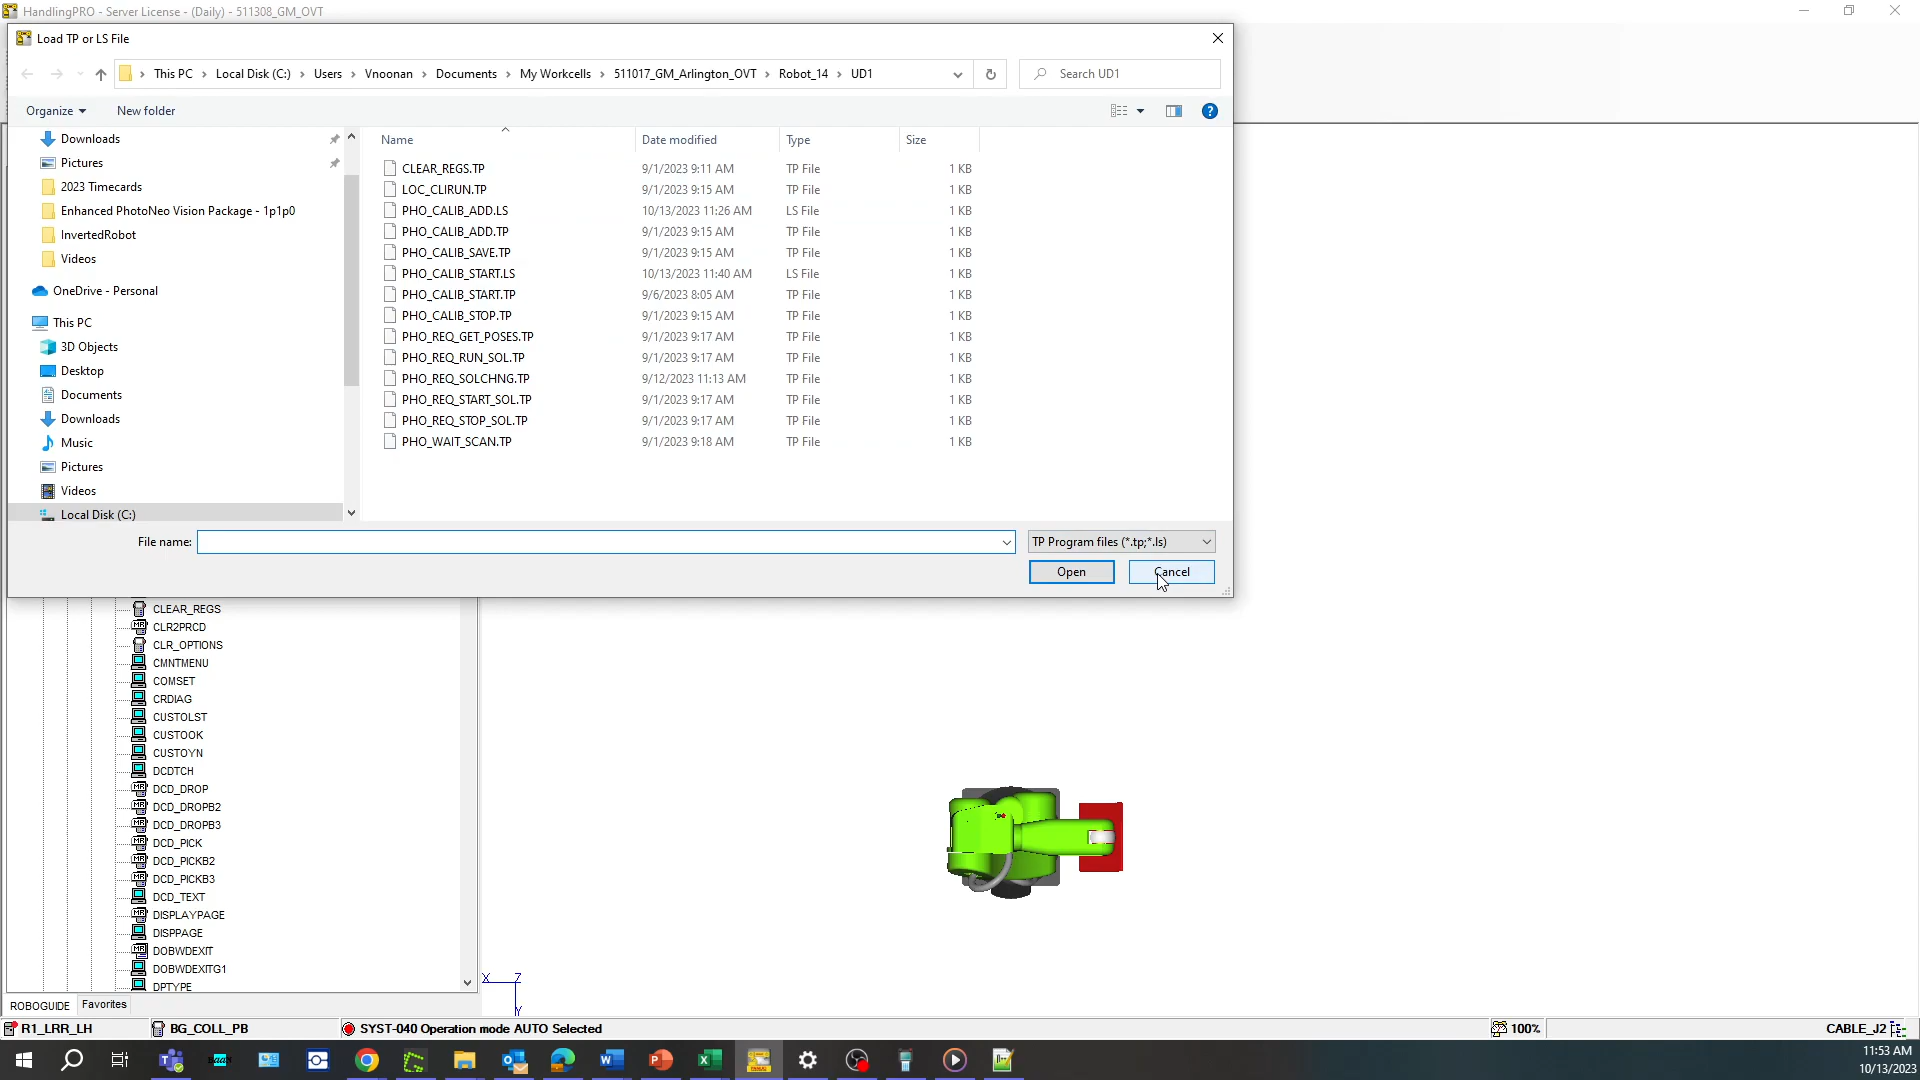 HandlingPRO - Server License - (Daily) - 511308_GM_OVT
Load TP or LS File
This PC > Local Disk (C:) > Users > Vnoonan > Documents > My Workcells > 511017_GM_Arlington_OVT > Robot_14 > UD1
Search UD1
Organize
New folder
Downloads
Pictures
2023 Timecards
Enhanced PhotoNeo Vision Package - 1p1p0
InvertedRobot
Videos
OneDrive - Personal
This PC
3D Objects
Desktop
Documents
Downloads
Music
Pictures
Videos
Local Disk (C:)
Name Date modified Type Size
CLEAR_REGS.TP 9/1/2023 9:11 AM TP File 1 KB
LOC_CLIRUN.TP 9/1/2023 9:15 AM TP File 1 KB
PHO_CALIB_ADD.LS 10/13/2023 11:26 AM LS File 1 KB
PHO_CALIB_ADD.TP 9/1/2023 9:15 AM TP File 1 KB
PHO_CALIB_SAVE.TP 9/1/2023 9:15 AM TP File 1 KB
PHO_CALIB_START.LS 10/13/2023 11:40 AM LS File 1 KB
PHO_CALIB_START.TP 9/6/2023 8:05 AM TP File 1 KB
PHO_CALIB_STOP.TP 9/1/2023 9:15 AM TP File 1 KB
PHO_REQ_GET_POSES.TP 9/1/2023 9:17 AM TP File 1 KB
PHO_REQ_RUN_SOL.TP 9/1/2023 9:17 AM TP File 1 KB
PHO_REQ_SOLCHNG.TP 9/12/2023 11:13 AM TP File 1 KB
PHO_REQ_START_SOL.TP 9/1/2023 9:17 AM TP File 1 KB
PHO_REQ_STOP_SOL.TP 9/1/2023 9:17 AM TP File 1 KB
PHO_WAIT_SCAN.TP 9/1/2023 9:18 AM TP File 1 KB
File name:
TP Program files (*.tp;*.ls)
Open
Cancel
CLEAR_REGS
CLR2PRCD
CLR_OPTIONS
CMNTMENU
COMSET
CRDIAG
CUSTOLST
CUSTOOK
CUSTOYN
DCDTCH
DCD_DROP
DCD_DROPB2
DCD_DROPB3
DCD_PICK
DCD_PICKB2
DCD_PICKB3
DCD_TEXT
DISPLAYPAGE
DISPPAGE
DOBWDEXIT
DOBWDEXITG1
DPTYPE
X Z
Y
ROBOGUIDE Favorites
R1_LRR_LH BG_COLL_PB SYST-040 Operation mode AUTO Selected 100% CABLE_J2
11:53 AM
10/13/2023